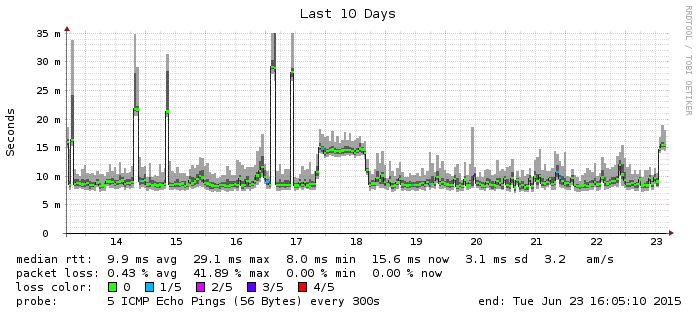 Last 10 Days
RRDTOOL / TOBI OETIKER
Seconds
35 m
30 m
25 m
20 m
15 m
10 m
5 m
0
14 15 16 17 18 19 20 21 22 23
median rtt: 9.9 ms avg 29.1 ms max 8.0 ms min 15.6 ms now 3.1 ms sd 3.2 am/s
packet loss: 0.43 % avg 41.89 % max 0.00 % min 0.00 % now
loss color: 0 1/5 2/5 3/5 4/5
probe: 5 ICMP Echo Pings (56 Bytes) every 300s end: Tue Jun 23 16:05:10 2015